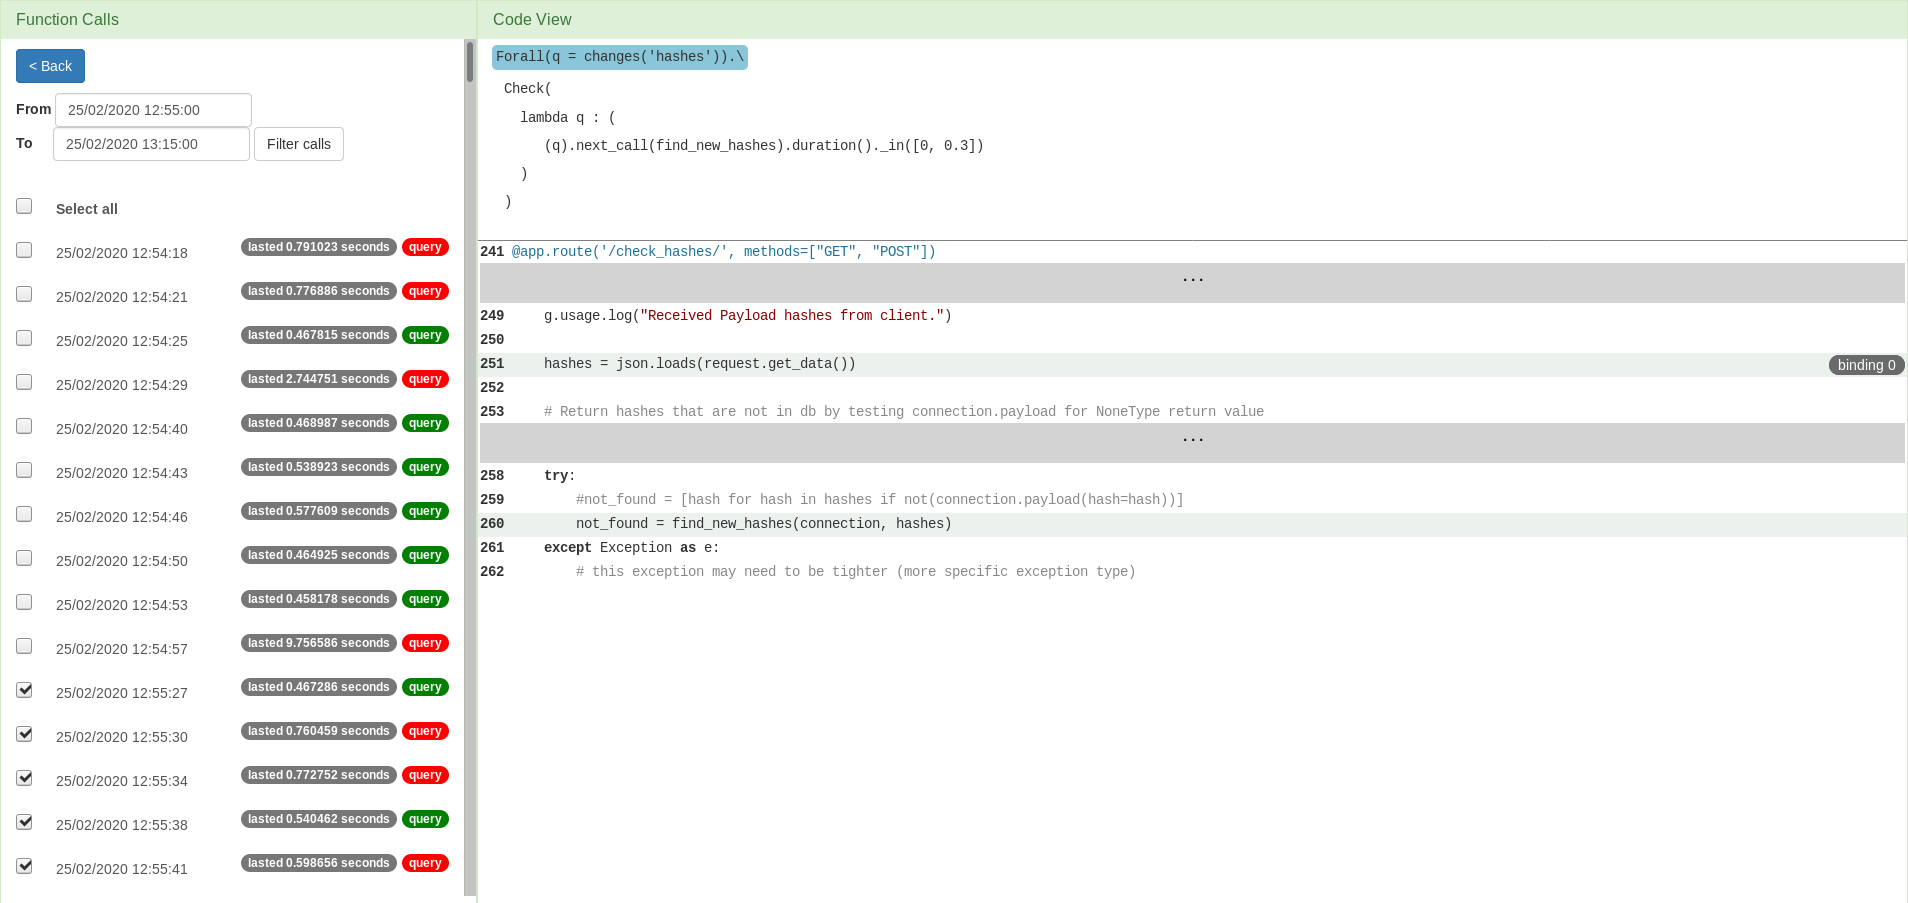 Function Calls
< Back
From 25/02/2020 12:55:00
To 25/02/2020 13:15:00 Filter calls
Select all
25/02/2020 12:54:18 lasted 0.791023 seconds query
25/02/2020 12:54:21 lasted 0.776886 seconds query
25/02/2020 12:54:25 lasted 0.467815 seconds query
25/02/2020 12:54:29 lasted 2.744751 seconds query
25/02/2020 12:54:40 lasted 0.468987 seconds query
25/02/2020 12:54:43 lasted 0.538923 seconds query
25/02/2020 12:54:46 lasted 0.577609 seconds query
25/02/2020 12:54:50 lasted 0.464925 seconds query
25/02/2020 12:54:53 lasted 0.458178 seconds query
25/02/2020 12:54:57 lasted 9.756586 seconds query
25/02/2020 12:55:27 lasted 0.467286 seconds query
25/02/2020 12:55:30 lasted 0.760459 seconds query
25/02/2020 12:55:34 lasted 0.772752 seconds query
25/02/2020 12:55:38 lasted 0.540462 seconds query
25/02/2020 12:55:41 lasted 0.598656 seconds query
Code View
Forall(q = changes('hashes')).\
Check(
lambda q : (
(q).next_call(find_new_hashes).duration()._in([0, 0.3])
)
)
241 @app.route('/check_hashes/', methods=["GET", "POST"])
...
249 g.usage.log("Received Payload hashes from client.")
250
251 hashes = json.loads(request.get_data()) binding 0
252
253 # Return hashes that are not in db by testing connection.payload for NoneType return value
...
258 try:
259 #not_found = [hash for hash in hashes if not(connection.payload(hash=hash))]
260 not_found = find_new_hashes(connection, hashes)
261 except Exception as e:
262 # this exception may need to be tighter (more specific exception type)